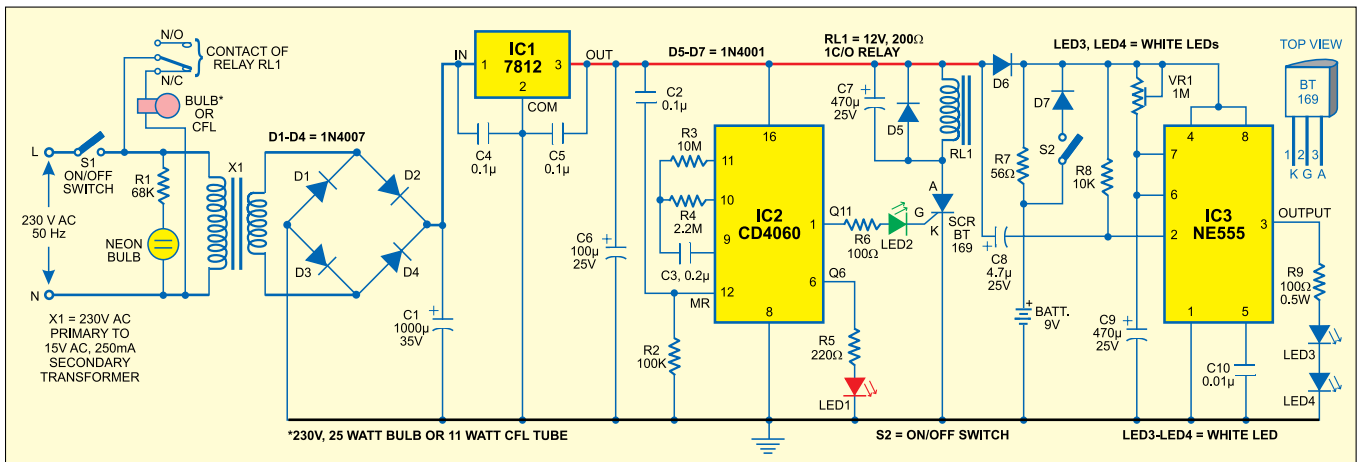 N/O
CONTACT OF
RELAY RL1
N/C
BULB*
OR
CFL
L
S1
ON/OFF
SWITCH
R1
68K
230 V AC
50 Hz
NEON
BULB
N
X1
X1 = 230V AC
PRIMARY TO
15V AC, 250mA
SECONDARY
TRANSFORMER
D1-D4 = 1N4007
D1
D2
D3
D4
+
C1
1000µ
35V
IN
IC1
7812
1
3
2
OUT
COM
C4
0.1µ
C5
0.1µ
D5-D7 = 1N4001
+
C6
100µ
25V
C2
0.1µ
R3
10M
R4
2.2M
C3, 0.2µ
MR
R2
100K
16
11
10
9
12
8
1
6
IC2
CD4060
Q11
R6
100Ω
LED2
Q6
R5
220Ω
LED1
RL1 = 12V, 200Ω
1C/O RELAY
C7
470µ
25V
+
D5
RL1
A
G
K
SCR
BT
169
D6
LED3, LED4 = WHITE LEDs
R7
56Ω
D7
S2
R8
10K
VR1
1M
+
C8
4.7µ
25V
+
BATT.
9V
C9
470µ
25V
+
4
8
7
6
2
3
1
5
IC3
NE555
C10
0.01µ
OUTPUT
R9
100Ω
0.5W
LED3
LED4
TOP VIEW
BT
169
1 2 3
K G A
*230V, 25 WATT BULB OR 11 WATT CFL TUBE
S2 = ON/OFF SWITCH
LED3-LED4 = WHITE LED